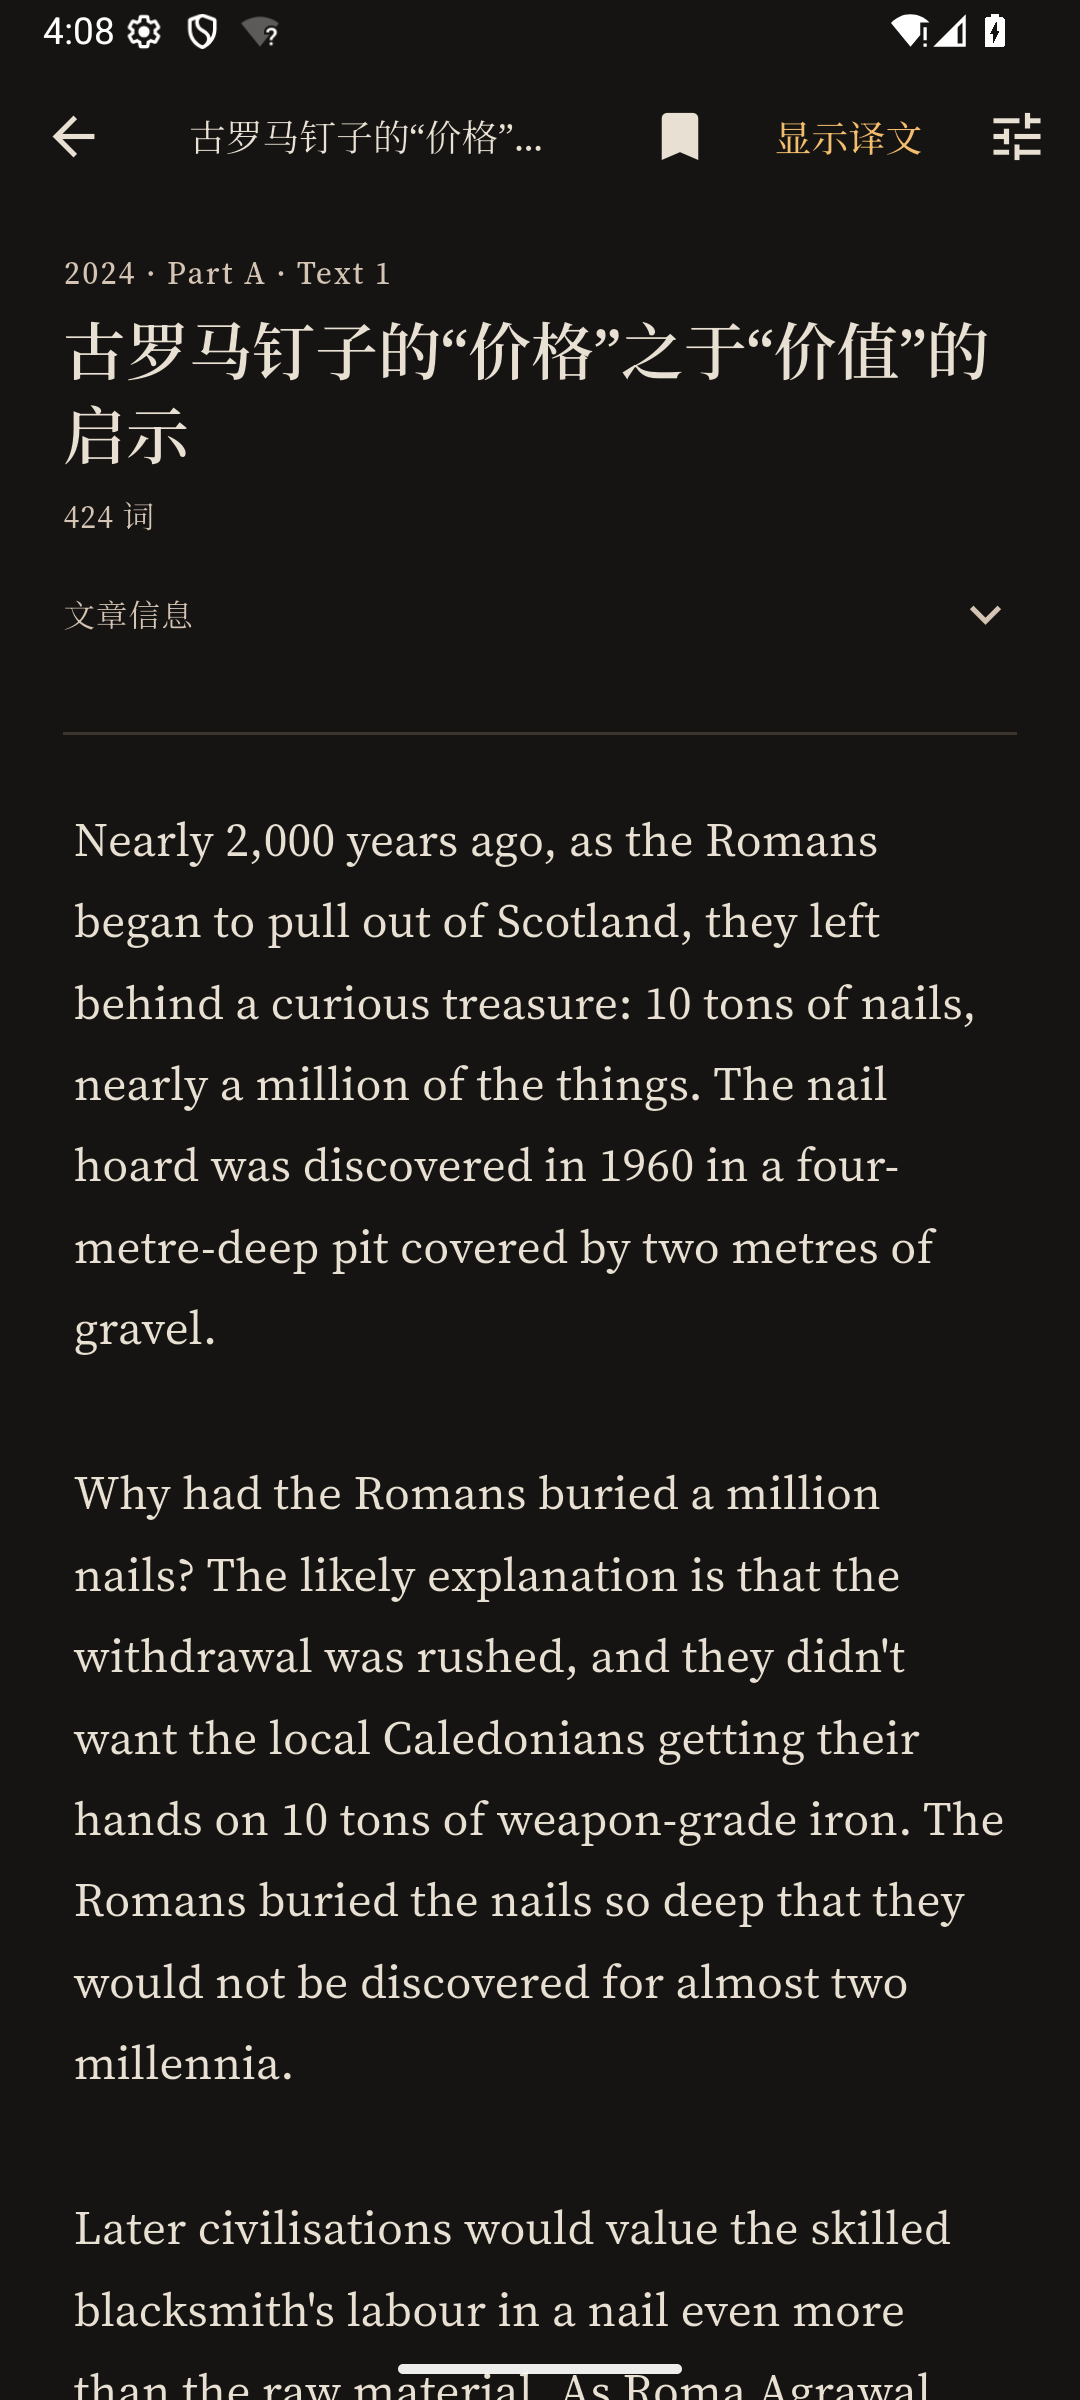 4:08
古罗马钉子的“价格”...
显示译文
2024 · Part A · Text 1
古罗马钉子的“价格”之于“价值”的
启示
424 词
文章信息
Nearly 2,000 years ago, as the Romans
began to pull out of Scotland, they left
behind a curious treasure: 10 tons of nails,
nearly a million of the things. The nail
hoard was discovered in 1960 in a four-
metre-deep pit covered by two metres of
gravel.
Why had the Romans buried a million
nails? The likely explanation is that the
withdrawal was rushed, and they didn't
want the local Caledonians getting their
hands on 10 tons of weapon-grade iron. The
Romans buried the nails so deep that they
would not be discovered for almost two
millennia.
Later civilisations would value the skilled
blacksmith's labour in a nail even more
than the raw material. As Roma Agrawal